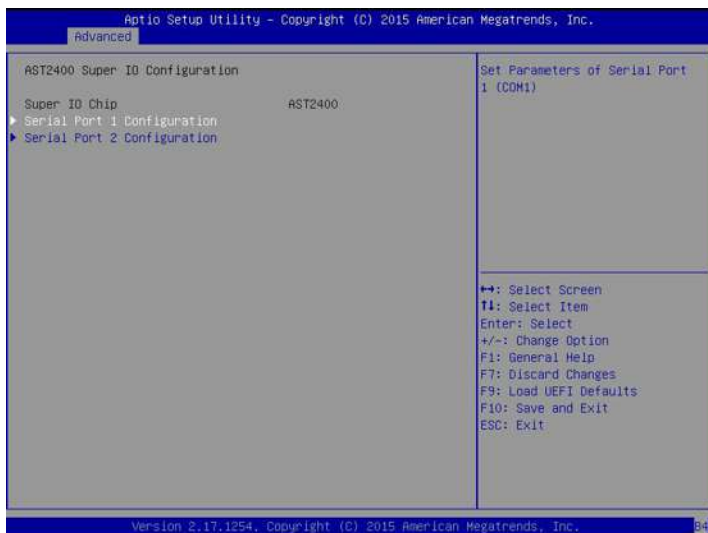 Aptio Setup Utility – Copyright (C) 2015 American Megatrends, Inc.
Advanced
AST2400 Super IO Configuration
Super IO Chip AST2400
Serial Port 1 Configuration
Serial Port 2 Configuration
Set Parameters of Serial Port
1 (COM1)
↔: Select Screen
↑↓: Select Item
Enter: Select
+/-: Change Option
F1: General Help
F7: Discard Changes
F9: Load UEFI Defaults
F10: Save and Exit
ESC: Exit
Version 2.17.1254. Copyright (C) 2015 American Megatrends, Inc.
B4